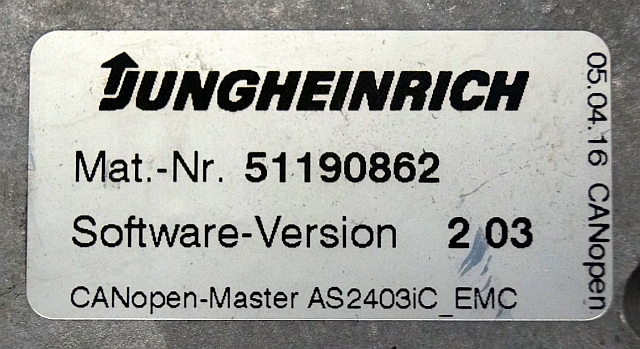 JUNGHEINRICH
Mat.-Nr. 51190862
Software-Version 2 03
CANopen-Master AS2403iC_EMC
05.04.16 CANopen